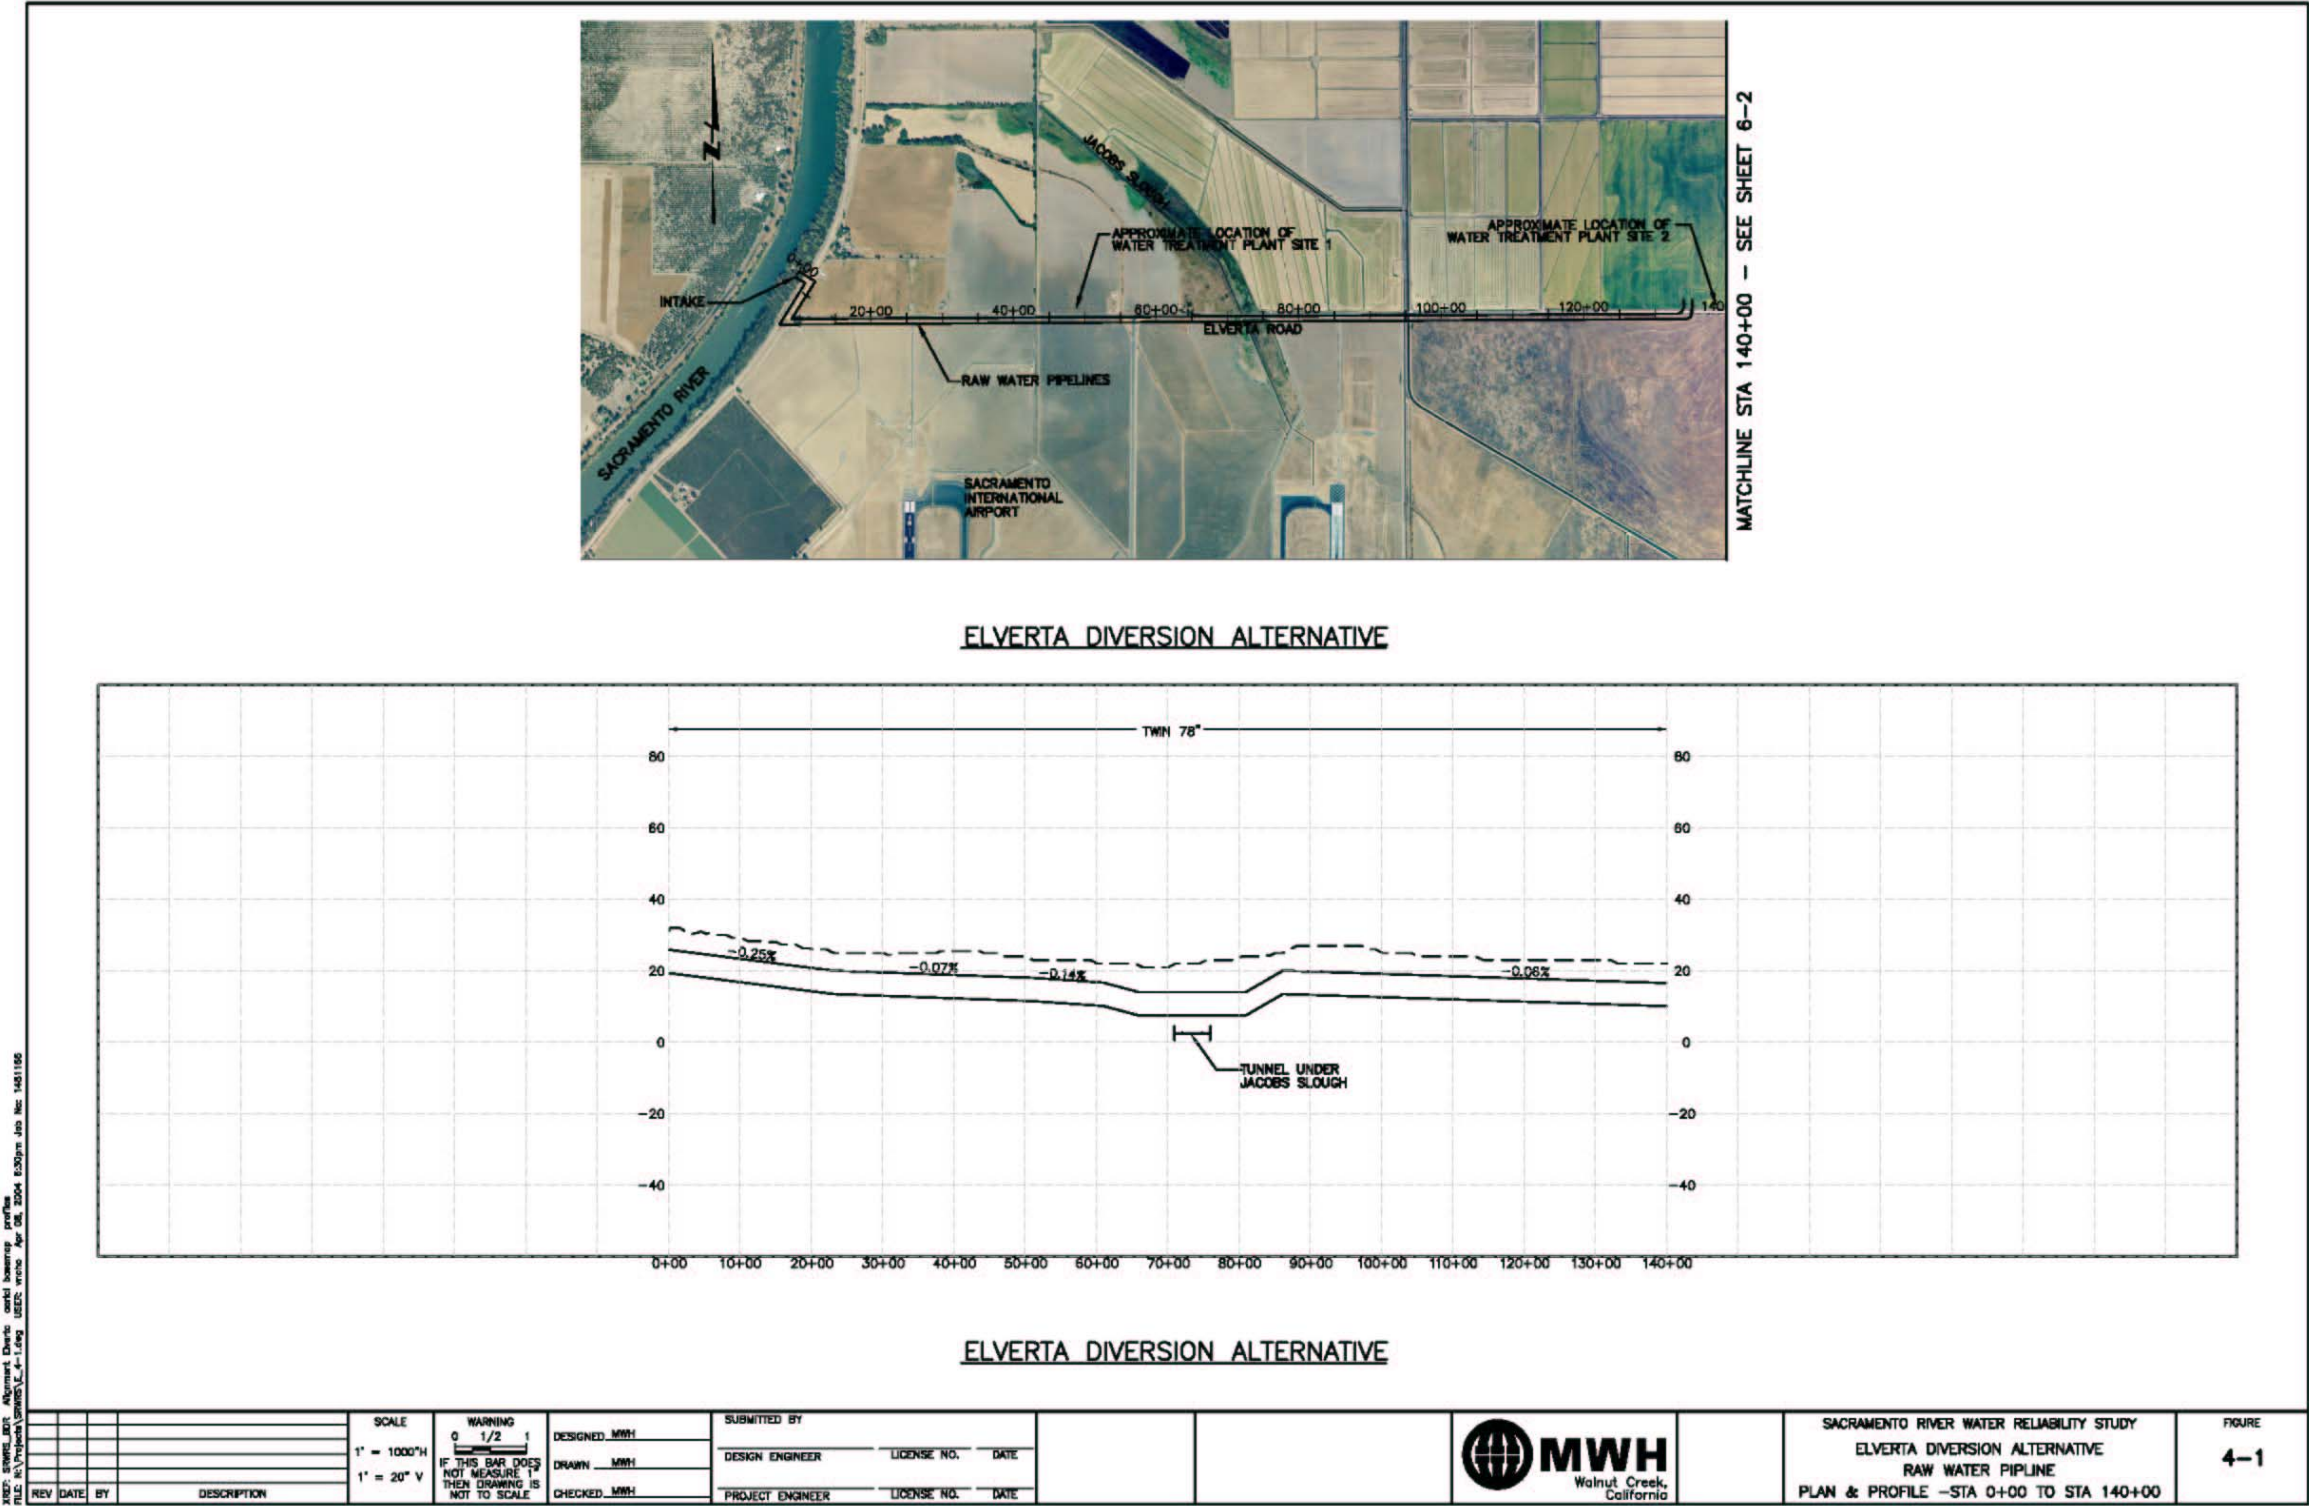 Z
JACOBS SLOUGH
APPROXIMATE LOCATION OF
WATER TREATMENT PLANT SITE 1
APPROXIMATE LOCATION OF
WATER TREATMENT PLANT SITE 2
0+00
INTAKE
20+00
40+00
60+00
80+00
100+00
120+00
140
ELVERTA ROAD
RAW WATER PIPELINES
SACRAMENTO RIVER
SACRAMENTO
INTERNATIONAL
AIRPORT
MATCHLINE STA 140+00 – SEE SHEET 6–2
ELVERTA DIVERSION ALTERNATIVE
TWIN 78"
80 80
60 60
40 40
-0.25%
-0.07%
-0.14%
-0.06%
20 20
0 0
TUNNEL UNDER
JACOBS SLOUGH
-20 -20
-40 -40
0+00 10+00 20+00 30+00 40+00 50+00 60+00 70+00 80+00 90+00 100+00 110+00 120+00 130+00 140+00
ELVERTA DIVERSION ALTERNATIVE
REV DATE BY DESCRIPTION
SCALE
1" = 1000"H
1" = 20" V
WARNING
0 1/2 1
IF THIS BAR DOES
NOT MEASURE 1"
THEN DRAWING IS
NOT TO SCALE
DESIGNED MWH
DRAWN MWH
CHECKED MWH
SUBMITTED BY
DESIGN ENGINEER LICENSE NO. DATE
PROJECT ENGINEER LICENSE NO. DATE
MWH
Walnut Creek,
California
SACRAMENTO RIVER WATER RELIABILITY STUDY
ELVERTA DIVERSION ALTERNATIVE
RAW WATER PIPLINE
PLAN & PROFILE -STA 0+00 TO STA 140+00
FIGURE
4-1